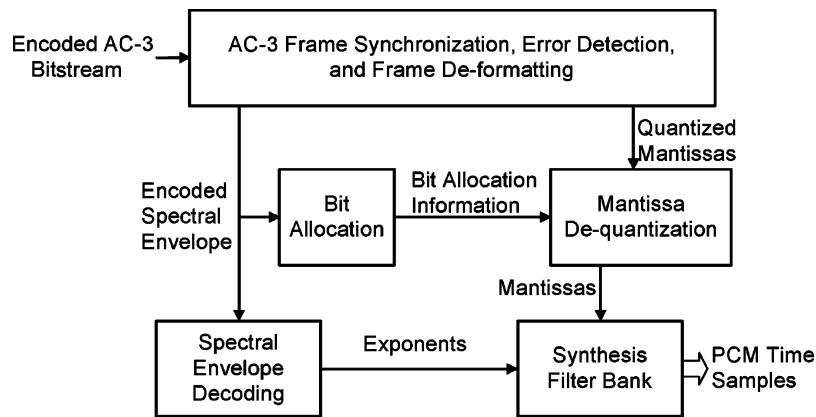 Encoded AC-3
Bitstream
AC-3 Frame Synchronization, Error Detection,
and Frame De-formatting
Quantized
Mantissas
Encoded
Spectral
Envelope
Bit
Allocation
Bit Allocation
Information
Mantissa
De-quantization
Mantissas
Spectral
Envelope
Decoding
Exponents
Synthesis
Filter Bank
PCM Time
Samples